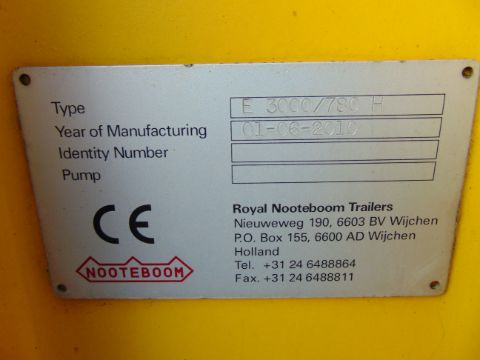 Type E 3000/780 H
Year of Manufacturing 01-06-2010
Identity Number
Pump
CE
NOOTEBOOM
Royal Nooteboom Trailers
Nieuweweg 190, 6603 BV Wijchen
P.O. Box 155, 6600 AD Wijchen
Holland
Tel. +31 24 6488864
Fax. +31 24 6488811